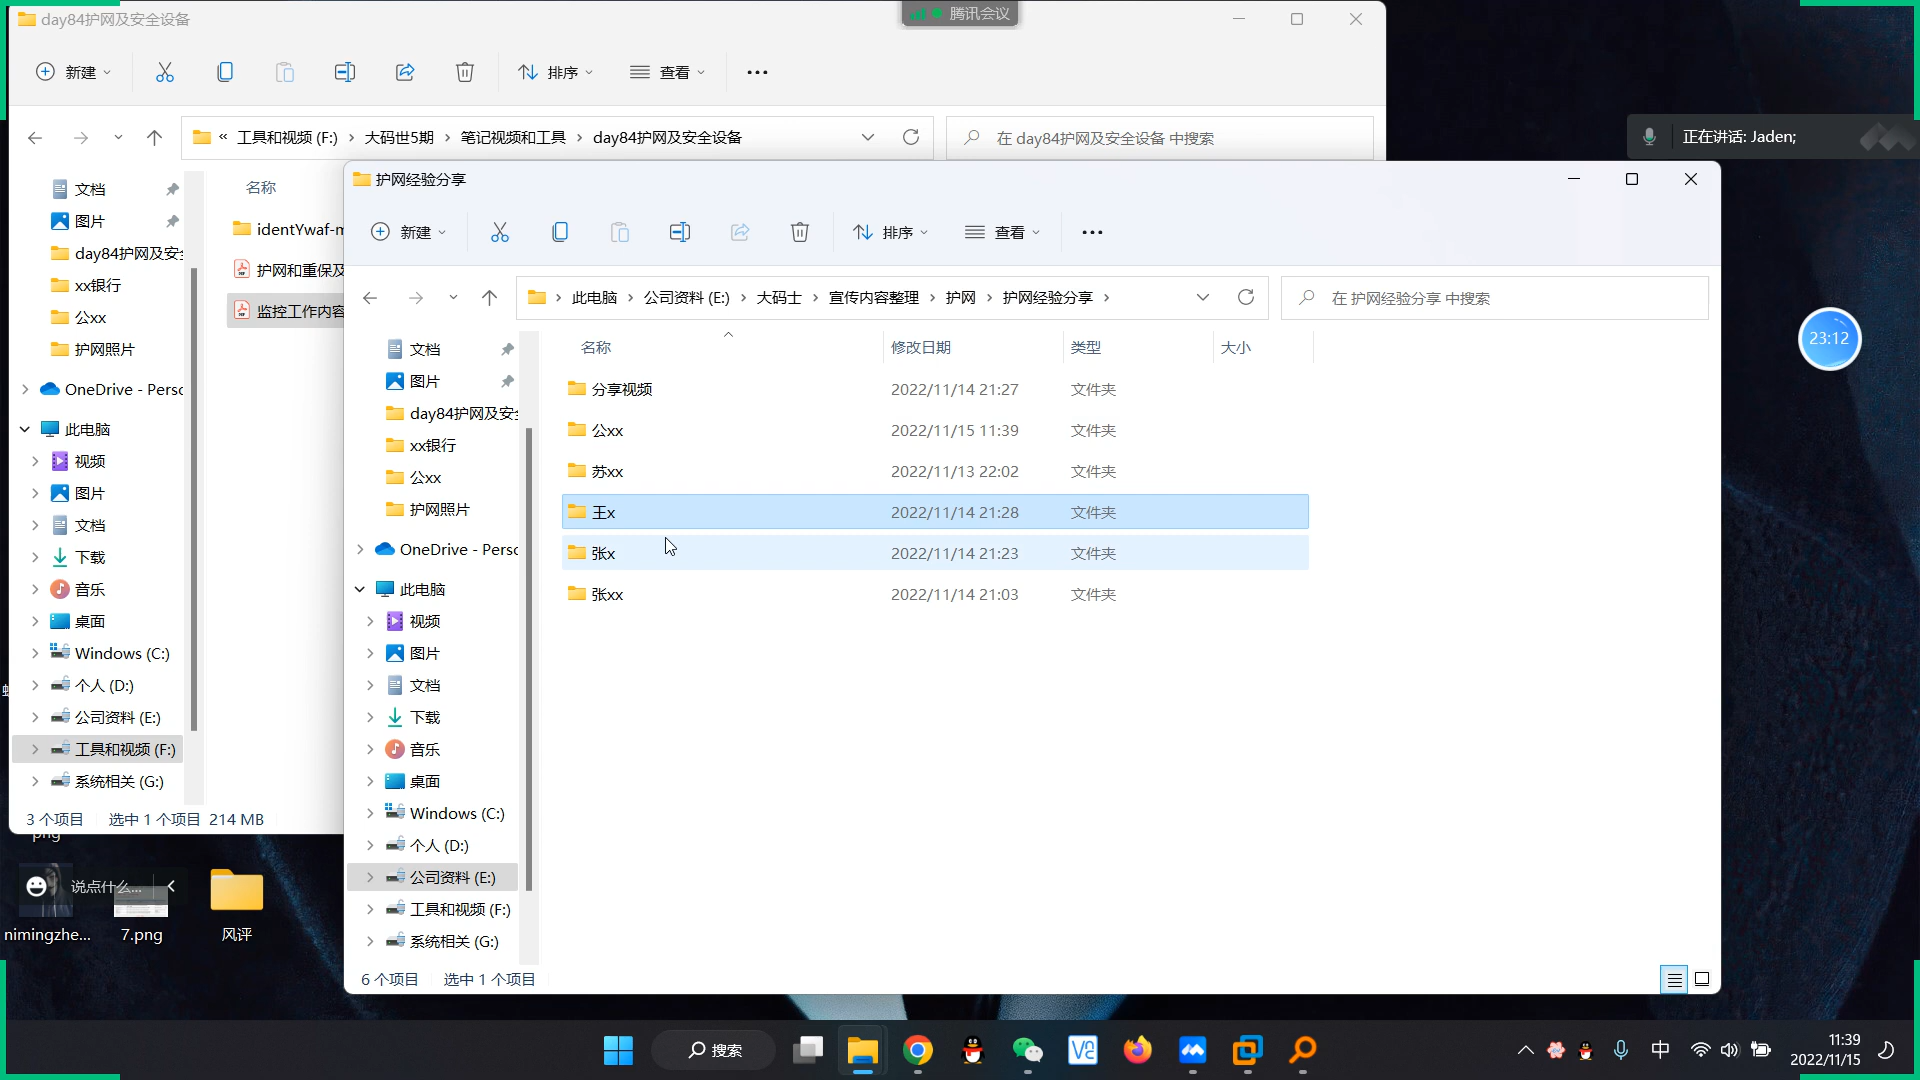 day84护网及安全设备
腾讯会议
新建
排序
查看
« 工具和视频 (F:) › 大码世5期 › 笔记视频和工具 › day84护网及安全设备
在 day84护网及安全设备 中搜索
正在讲话: Jaden;
文档
图片
day84护网及安全
xx银行
公xx
护网照片
OneDrive - Perso
此电脑
视频
图片
文档
下载
音乐
桌面
Windows (C:)
个人 (D:)
公司资料 (E:)
工具和视频 (F:)
系统相关 (G:)
名称
identYwaf-m
护网和重保及
监控工作内容
3 个项目 选中 1 个项目 214 MB
护网经验分享
新建
排序
查看
此电脑 › 公司资料 (E:) › 大码士 › 宣传内容整理 › 护网 › 护网经验分享 ›
在 护网经验分享 中搜索
文档
图片
day84护网及安全
xx银行
公xx
护网照片
OneDrive - Perso
此电脑
视频
图片
文档
下载
音乐
桌面
Windows (C:)
个人 (D:)
公司资料 (E:)
工具和视频 (F:)
系统相关 (G:)
名称 修改日期 类型 大小
分享视频 2022/11/14 21:27 文件夹
公xx 2022/11/15 11:39 文件夹
苏xx 2022/11/13 22:02 文件夹
王x 2022/11/14 21:28 文件夹
张x 2022/11/14 21:23 文件夹
张xx 2022/11/14 21:03 文件夹
6 个项目 选中 1 个项目
23:12
png
说点什么...
nimingzhe...
7.png
风评
搜索
中
11:39
2022/11/15